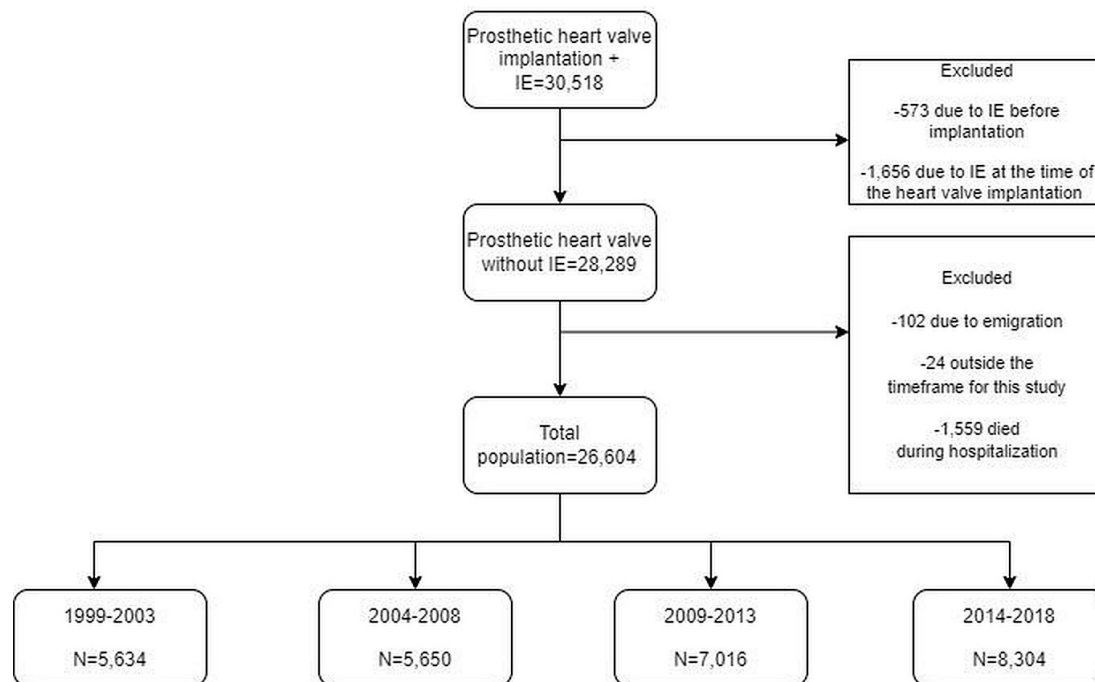 Prosthetic heart valve
implantation +
IE=30,518
Excluded
-573 due to IE before
implantation
-1,656 due to IE at the time of
the heart valve implantation
Prosthetic heart valve
without IE=28,289
Excluded
-102 due to emigration
-24 outside the
timeframe for this study
-1,559 died
during hospitalization
Total
population=26,604
1999-2003
N=5,634
2004-2008
N=5,650
2009-2013
N=7,016
2014-2018
N=8,304